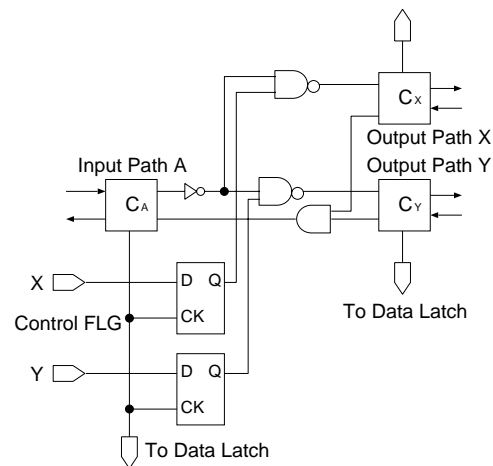 CX
Output Path X
Input Path A
Output Path Y
CA
CY
X
D Q
To Data Latch
Control FLG
CK
Y
D Q
CK
To Data Latch